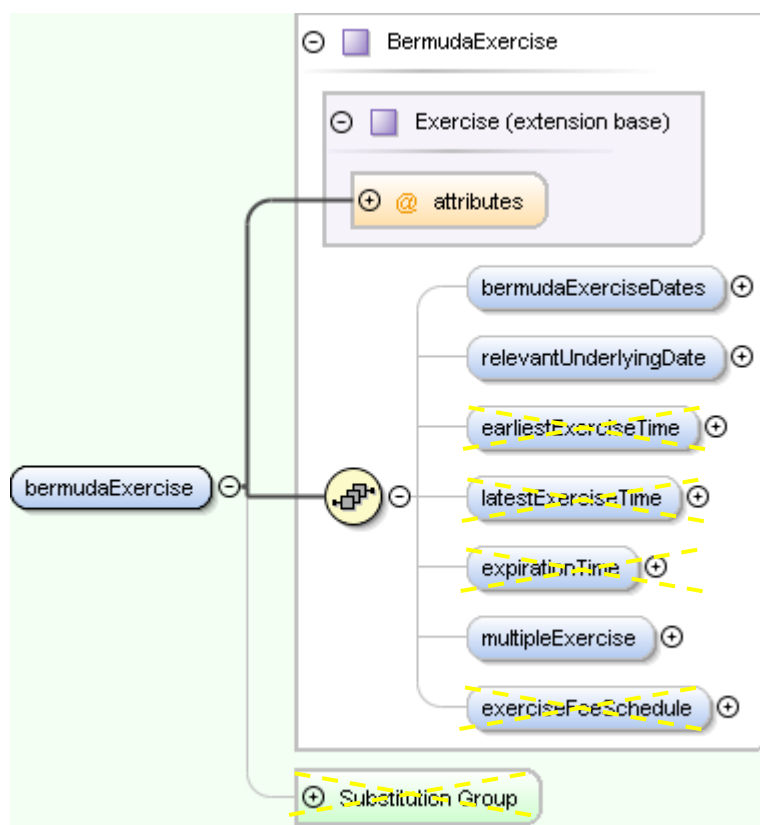 BermudaExercise
Exercise (extension base)
@ attributes
bermudaExerciseDates
relevantUnderlyingDate
earliestExerciseTime
bermudaExercise
latestExerciseTime
expirationTime
multipleExercise
exerciseFeeSchedule
Substitution Group